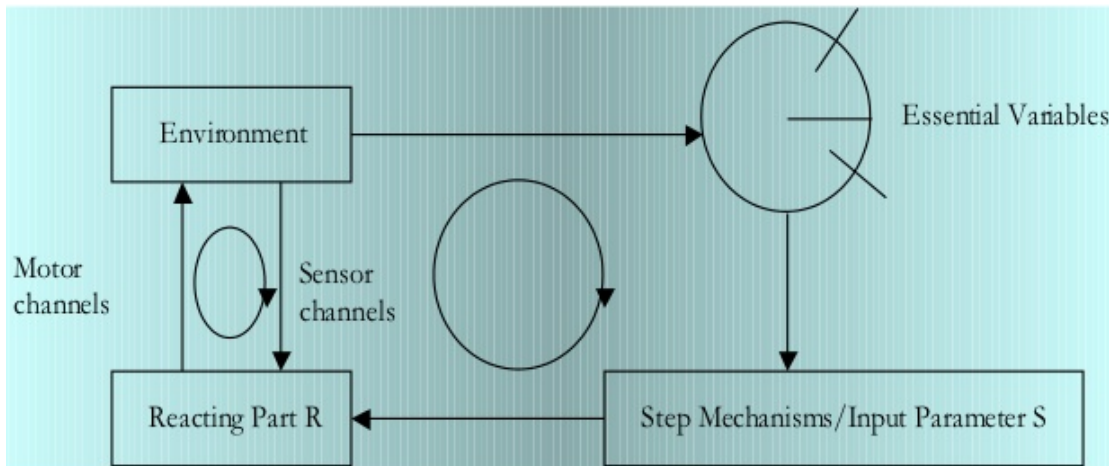 Environment
Essential Variables
Motor
channels
Sensor
channels
Reacting Part R
Step Mechanisms/Input Parameter S